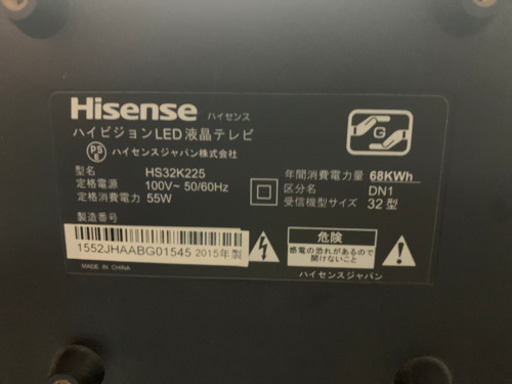 Hisense ハイセンス
ハイビジョンLED液晶テレビ
PS
E
ハイセンスジャパン株式会社
G
型名 HS32K225
定格電源 100V~ 50/60Hz
定格消費電力 55W
年間消費電力量 68KWh
区分名 DN1
受信機型サイズ 32型
製造番号
1552JHAABG01545 2015年製
MADE IN CHINA
危険
感電の恐れがあるので
開けないこと
ハイセンスジャパン